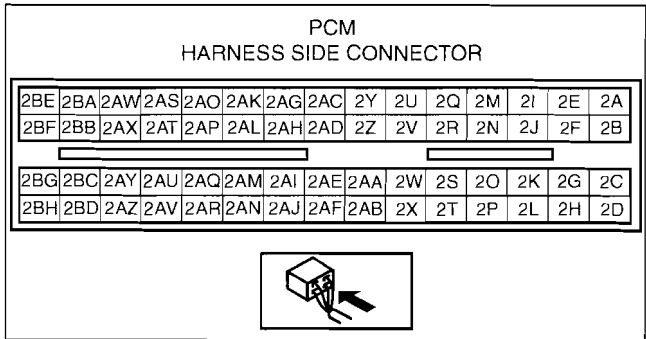 PCM
HARNESS SIDE CONNECTOR
2BE 2BA 2AW 2AS 2AO 2AK 2AG 2AC 2Y 2U 2Q 2M 2I 2E 2A
2BF 2BB 2AX 2AT 2AP 2AL 2AH 2AD 2Z 2V 2R 2N 2J 2F 2B
2BG 2BC 2AY 2AU 2AQ 2AM 2AI 2AE 2AA 2W 2S 2O 2K 2G 2C
2BH 2BD 2AZ 2AV 2AR 2AN 2AJ 2AF 2AB 2X 2T 2P 2L 2H 2D